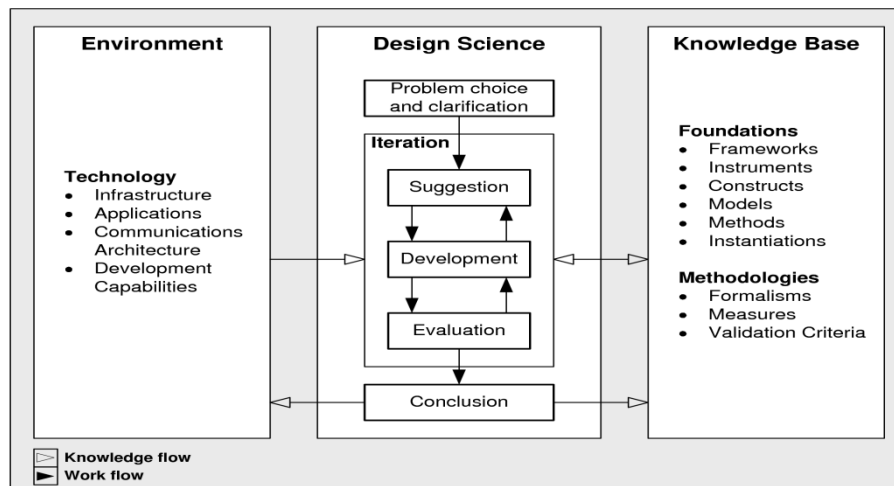 Environment
Technology
Infrastructure
Applications
Communications
Architecture
Development
Capabilities
Design Science
Problem choice
and clarification
Iteration
Suggestion
Development
Evaluation
Conclusion
Knowledge Base
Foundations
Frameworks
Instruments
Constructs
Models
Methods
Instantiations
Methodologies
Formalisms
Measures
Validation Criteria
Knowledge flow
Work flow